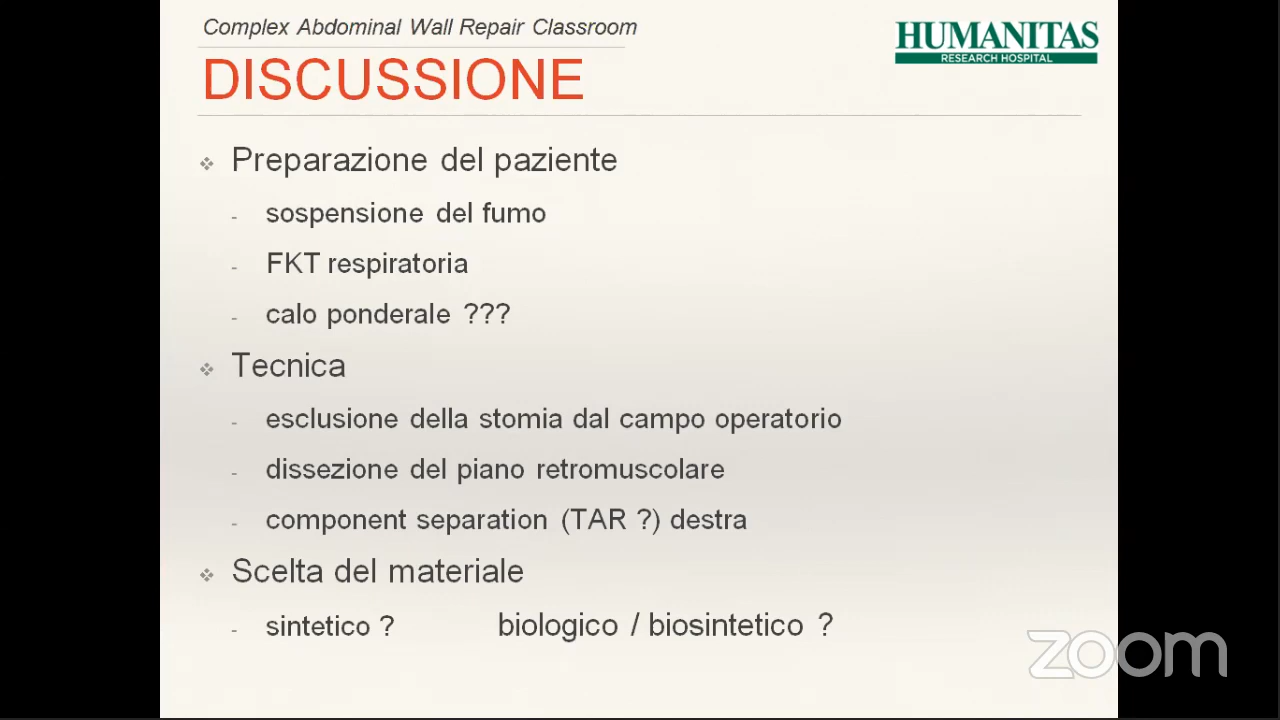 Complex Abdominal Wall Repair Classroom
HUMANITAS
RESEARCH HOSPITAL
DISCUSSIONE
Preparazione del paziente
- sospensione del fumo
- FKT respiratoria
- calo ponderale ???
Tecnica
- esclusione della stomia dal campo operatorio
- dissezione del piano retromuscolare
- component separation (TAR ?) destra
Scelta del materiale
- sintetico ? biologico / biosintetico ?
zoom